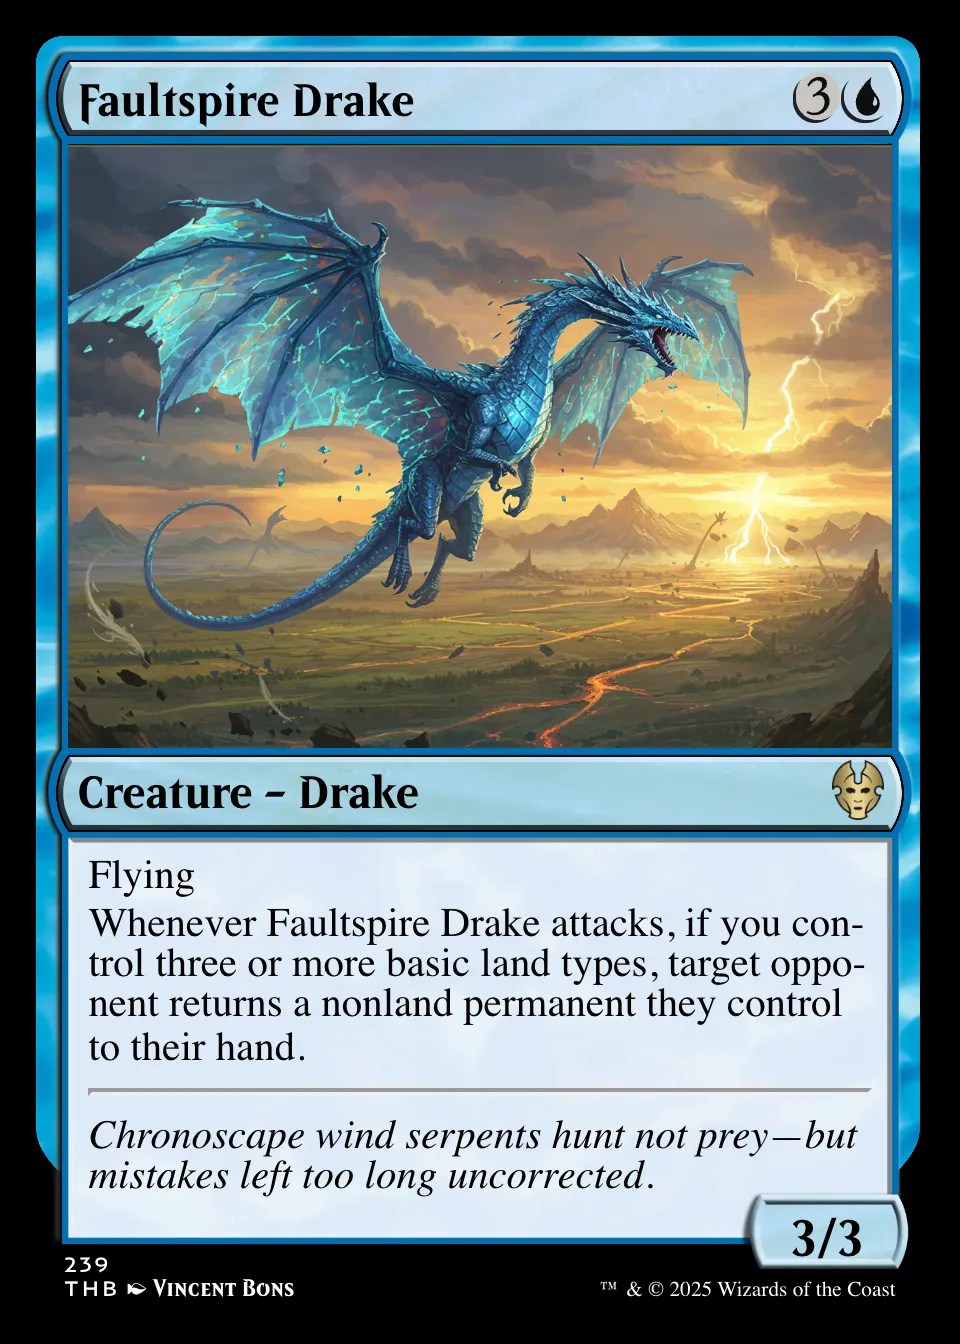 Faultspire Drake 3
Creature – Drake
Flying
Whenever Faultspire Drake attacks, if you con-
trol three or more basic land types, target oppo-
nent returns a nonland permanent they control
to their hand.
Chronoscape wind serpents hunt not prey—but
mistakes left too long uncorrected.
3/3
239
THB Vincent Bons
™ & © 2025 Wizards of the Coast